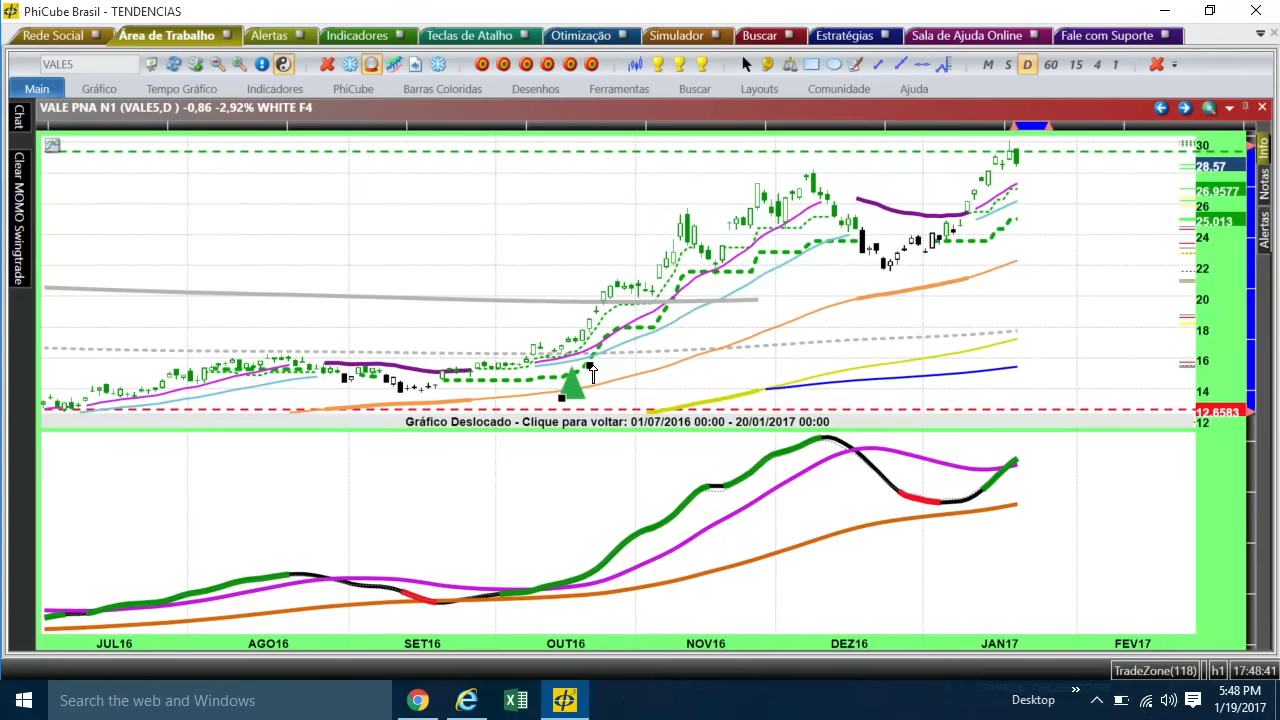 PhiCube Brasil - TENDENCIAS
Rede Social Área de Trabalho Alertas Indicadores Teclas de Atalho Otimização Simulador Buscar Estratégias Sala de Ajuda Online Fale com Suporte
VALE5 M S D 60 15 4 1
Main Gráfico Tempo Gráfico Indicadores PhiCube Barras Coloridas Desenhos Ferramentas Buscar Layouts Comunidade Ajuda
VALE PNA N1 (VALE5,D ) -0,86 -2,92% WHITE F4
Chat
Clear MOMO Swingtrade
Info
Notas
Alertas
30
28.57
26.9577
26
25.013
24
22
20
18
16
14
12.6583
12
Gráfico Deslocado - Clique para voltar: 01/07/2016 00:00 - 20/01/2017 00:00
JUL16 AGO16 SET16 OUT16 NOV16 DEZ16 JAN17 FEV17
TradeZone(118) h1 17:48:41
Search the web and Windows
Desktop
5:48 PM
1/19/2017